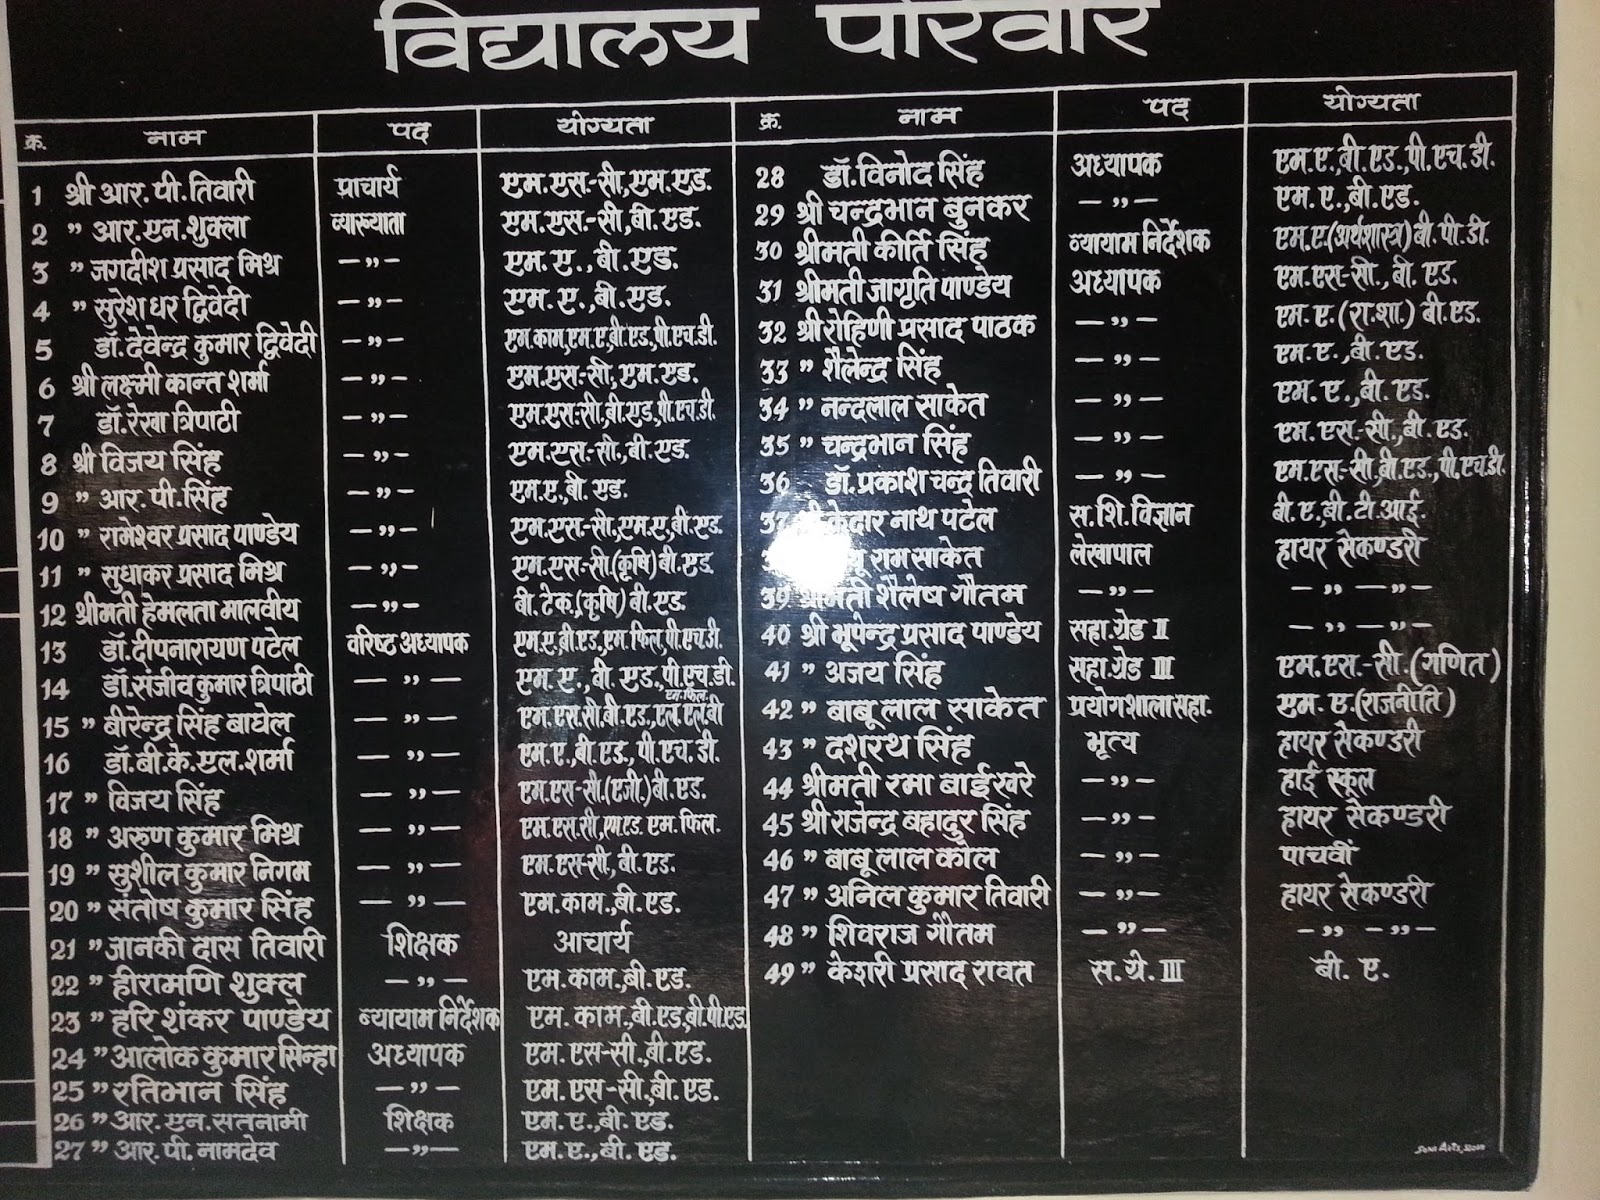 विद्यालय परिवार
क्र. नाम पद योग्यता
1 श्री आर.पी.तिवारी प्राचार्य एम.एस-सी,एम.एड.
2 ,, आर.एन.शुक्ला व्याख्याता एम.एस-सी,बी.एड.
3 ,, जगदीश प्रसाद मिश्र —,,— एम.ए.,बी.एड.
4 ,, सुरेश धर द्विवेदी —,,— एम.ए.,बी.एड.
5 डॉ.देवेन्द्र कुमार द्विवेदी —,,— एम.काम,एम.ए,बी.एड.,पी.एच.डी.
6 श्री लक्ष्मी कान्त शर्मा —,,— एम.एस-सी,एम.एड.
7 डॉ.रेखा त्रिपाठी —,,— एम.एस-सी,बी.एड,पी.एच.डी.
8 श्री विजय सिंह —,,— एम.एस-सी.,बी.एड.
9 ,, आर.पी.सिंह —,,— एम.ए,बी.एड.
10 ,, रामेश्वर प्रसाद पाण्डेय —,,— एम.एस-सी,एम.ए,बी.एड.
11 ,, सुधाकर प्रसाद मिश्र —,,— एम.एस-सी.(कृषि)बी.एड.
12 श्रीमती हेमलता मालवीय —,,— बी.टेक.(कृषि)बी.एड.
13 डॉ.दीपनारायण पटेल वरिष्ट अध्यापक एम.ए,बी.एड,एम.फिल,पी.एच.डी.
14 डॉ.संजीव कुमार त्रिपाठी —,,— एम.ए., बी.एड.,पी.एच.डी.
15 ,, बीरेन्द्र सिंह बाघेल —,,— एम.एस.सी,बी.एड.,एल.एल.बी एम.फिल.
16 डॉ.बी.के.एल.शर्मा —,,— एम.ए.,बी.एड., पी.एच.डी.
17 ,, विजय सिंह —,,— एम.एस-सी.(एजी.)बी.एड.
18 ,, अरुण कुमार मिश्र —,,— एम.एस.सी,एम.एड. एम.फिल.
19 ,, सुशील कुमार निगम —,,— एम.एस-सी., बी.एड.
20 ,, संतोष कुमार सिंह —,,— एम.काम.,बी.एड.
21 ,, जानकी दास तिवारी शिक्षक आचार्य
22 ,, हीरामणि शुक्ल —,,— एम.काम.,बी.एड.
23 ,, हरि शंकर पाण्डेय व्यायाम निर्देशक एम.काम.,बी.एड.,बी.पी.एड.
24 ,, आलोक कुमार सिन्हा अध्यापक एम.एस-सी.,बी.एड.
25 ,, रतिभान सिंह —,,— एम.एस-सी.,बी.एड.
26 ,, आर.एन.सतनामी शिक्षक एम.ए.,बी.एड.
27 ,, आर.पी.नामदेव —,,— एम.ए.,बी.एड.
क्र. नाम पद योग्यता
28 डॉ.विनोद सिंह अध्यापक एम.ए.,बी.एड.,पी.एच.डी.
29 श्री चन्द्रभान बुनकर —,,— एम.ए.,बी.एड.
30 श्रीमती कीर्ति सिंह व्यायाम निर्देशक एम.ए.(अर्थशास्त्र)बी.पी.डी.
31 श्रीमती जागृति पाण्डेय अध्यापक एम.एस-सी., बी.एड.
32 श्री रोहिणी प्रसाद पाठक —,,— एम.ए.(रा.शा.) बी.एड.
33 ,, शैलेन्द्र सिंह —,,— एम.ए.,बी.एड.
34 ,, नन्दलाल साकेत —,,— एम.ए.,बी.एड.
35 ,, चन्द्रभान सिंह —,,— एम.एस-सी.,बी.एड.
36 डॉ.प्रकाश चन्द्र तिवारी —,,— एम.एस-सी,बी.एड.,पी.एच.डी.
37 केदार नाथ पटेल स.शि.विज्ञान बी.ए,बी.टी.आई.
राम साकेत लेखापाल हायर सेकण्डरी
39 श्रीमती शैलेष गौतम —,,— —,,—,,—
40 श्री भूपेन्द्र प्रसाद पाण्डेय सहा.ग्रेड II —,,—,,—
41 ,, अजय सिंह सहा.ग्रेड III एम.एस.-सी.(गणित)
42 ,, बाबूलाल साकेत प्रयोगशाला सहा. एम.ए.(राजनीति)
43 ,, दशरथ सिंह भृत्य हायर सेकण्डरी
44 श्रीमती रमा बाई खरे —,,— हाई स्कूल
45 श्री राजेन्द्र बहादुर सिंह —,,— हायर सेकण्डरी
46 ,, बाबूलाल कोल —,,— पाचवीं
47 ,, अनिल कुमार तिवारी —,,— हायर सेकण्डरी
48 ,, शिवराज गौतम —,,— —,,—,,—
49 ,, केशरी प्रसाद रावत स.ग्रे.III बी.ए.